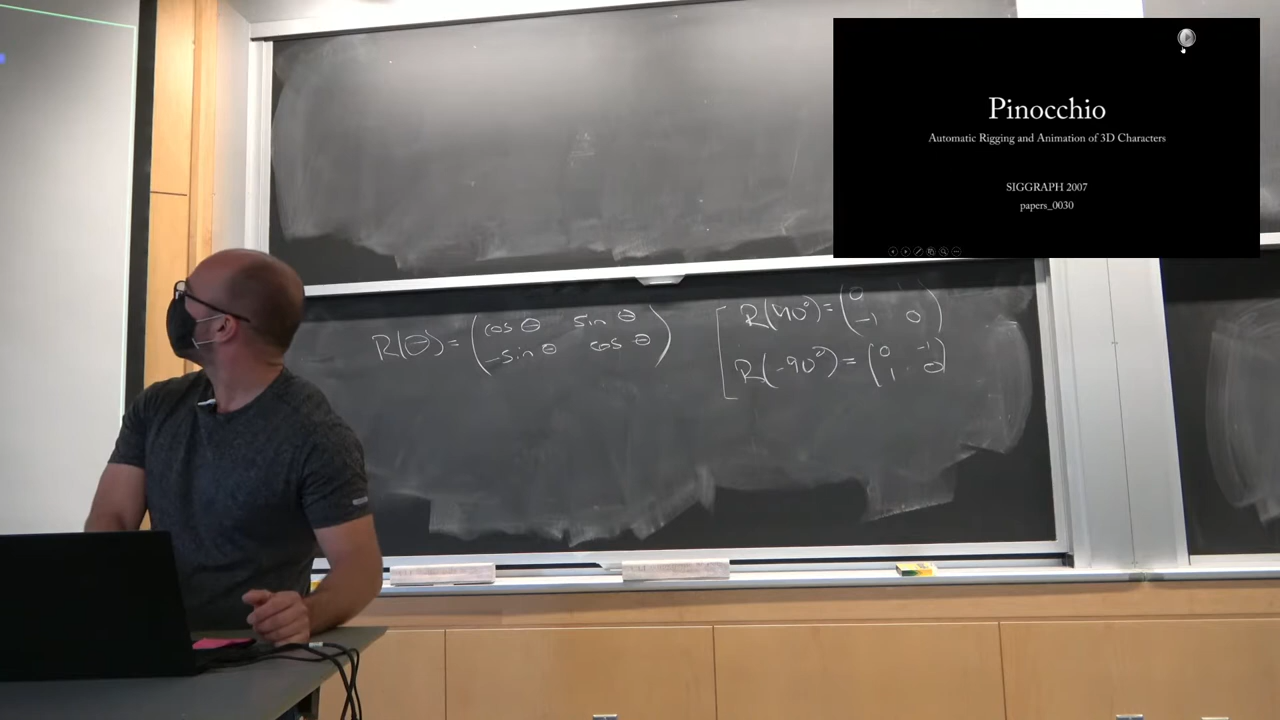 Pinocchio
Automatic Rigging and Animation of 3D Characters
SIGGRAPH 2007
papers_0030
R(θ) = ( cos θ sin θ
-sin θ cos θ )
R(90°) = ( 0 1
-1 0 )
R(-90°) = ( 0 -1
1 0 )